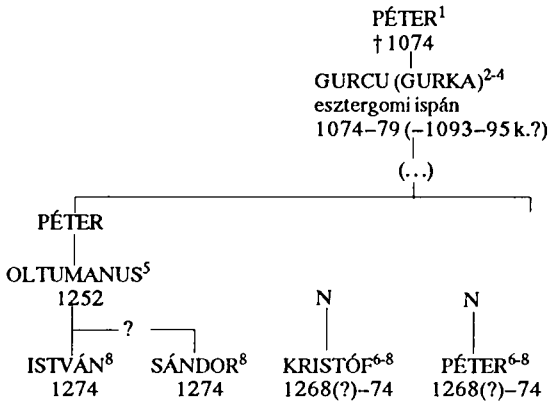 PÉTER¹
† 1074
GURCU (GURKA)²⁻⁴
esztergomi ispán
1074–79 (–1093–95 k.?)
(...)
PÉTER
OLTUMANUS⁵
1252
N
N
?
ISTVÁN⁸
SÁNDOR⁸
KRISTÓF⁶⁻⁸
PÉTER⁶⁻⁸
1274
1274
1268(?)--74
1268(?)–74